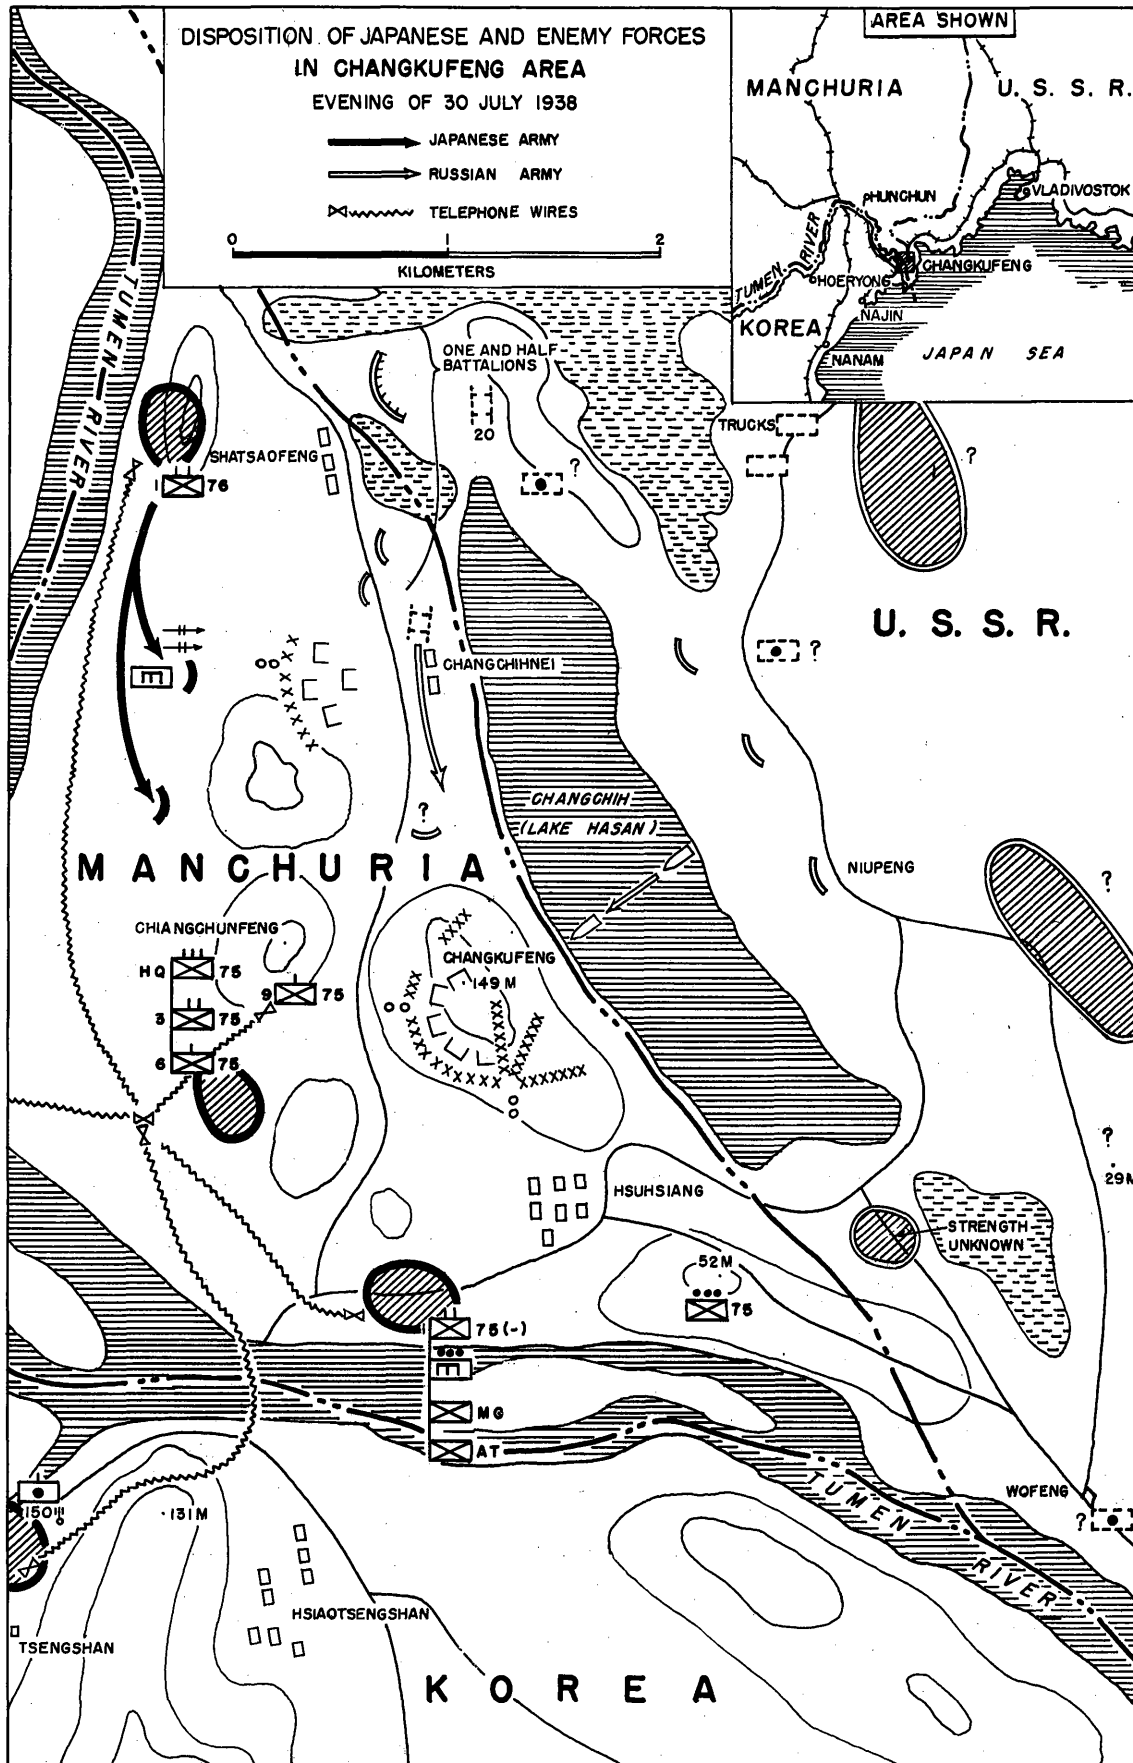 DISPOSITION OF JAPANESE AND ENEMY FORCES
IN CHANGKUFENG AREA
EVENING OF 30 JULY 1938
JAPANESE ARMY
RUSSIAN ARMY
TELEPHONE WIRES
0 1 2
KILOMETERS
AREA SHOWN
MANCHURIA
U. S. S. R.
HUNCHUN
VLADIVOSTOK
TUMEN RIVER
CHANGKUFENG
HOERYONG
NAJIN
KOREA
NANAM
JAPAN SEA
TUMEN RIVER
ONE AND HALF
BATTALIONS
20
?
TRUCKS
?
SHATSAOFENG
I 76
U. S. S. R.
?
CHANGCHIHNEI
?
CHANGCHIH
(LAKE HASAN)
MANCHURIA
NIUPENG
?
CHIANGCHUNFENG
HQ 75
9 75
3 75
6 75
CHANGKUFENG
149 M
?
29M
HSUHSIANG
STRENGTH
UNKNOWN
52M
75
I 75(-)
MG
AT
TUMEN RIVER
WOFENG
?
150
131M
HSIAOTSENGSHAN
TSENGSHAN
KOREA